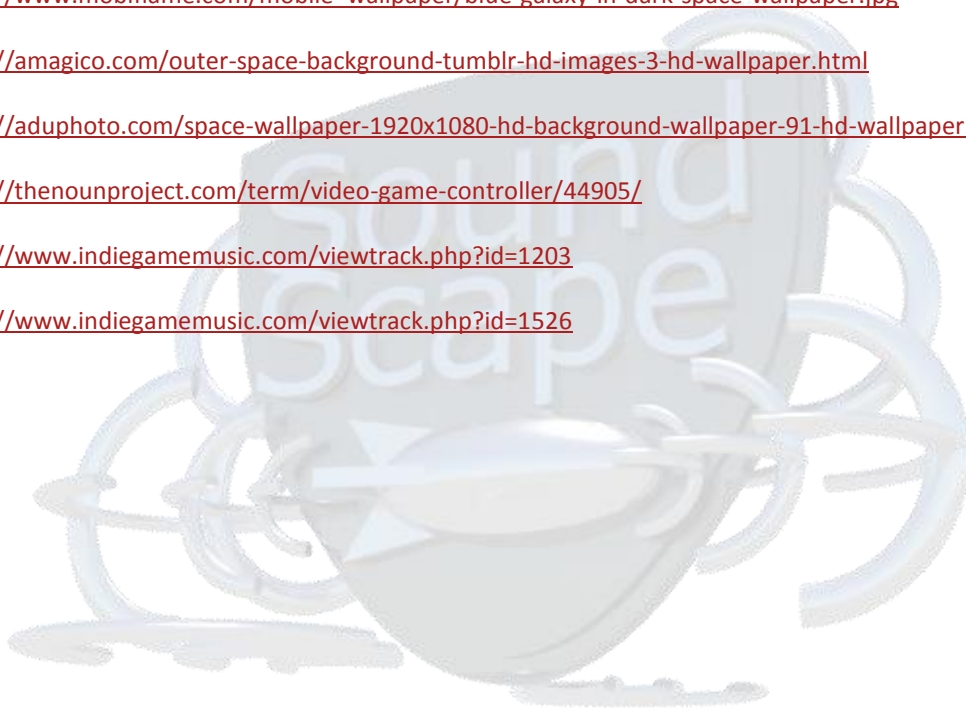 //amagico.com/outer-space-background-tumblr-hd-images-3-hd-wallpaper.html
//aduphoto.com/space-wallpaper-1920x1080-hd-background-wallpaper-91-hd-wallpaper
//thenounproject.com/term/video-game-controller/44905/
//www.indiegamemusic.com/viewtrack.php?id=1203
//www.indiegamemusic.com/viewtrack.php?id=1526
Sound
Scape